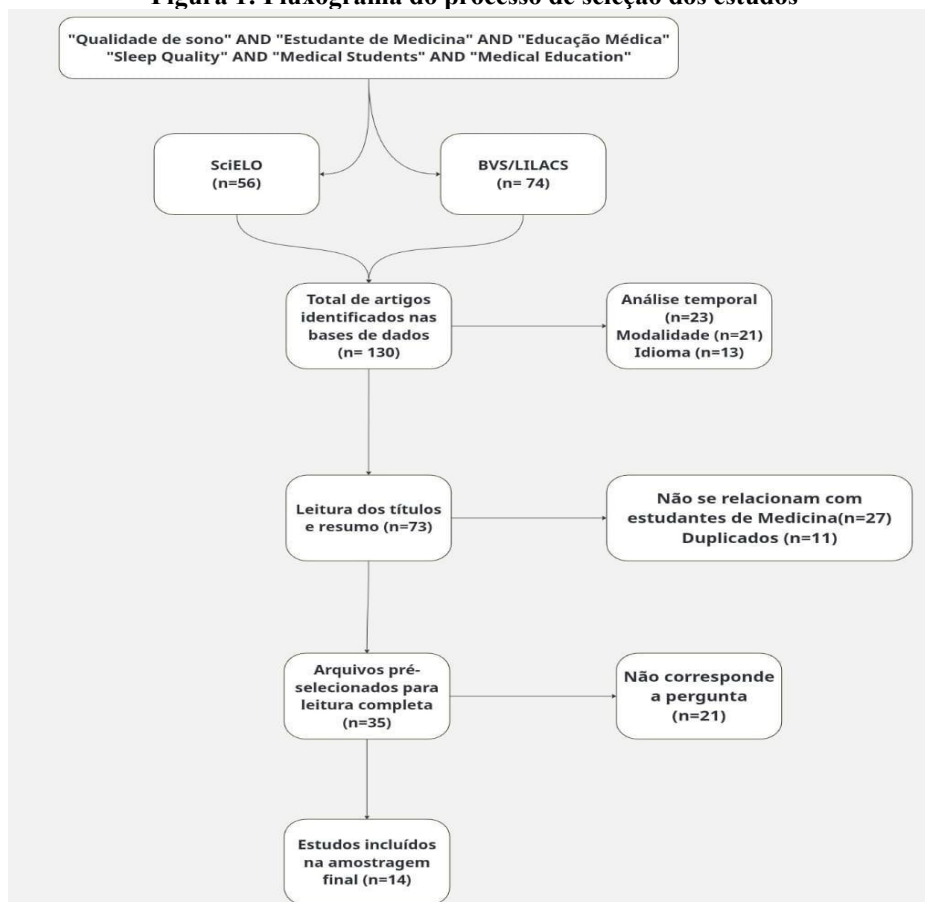 Figura 1: Fluxograma do processo de seleção dos estudos
"Qualidade de sono" AND "Estudante de Medicina" AND "Educação Médica"
"Sleep Quality" AND "Medical Students" AND "Medical Education"
SciELO
(n=56)
BVS/LILACS
(n= 74)
Total de artigos
identificados nas
bases de dados
(n= 130)
Análise temporal
(n=23)
Modalidade (n=21)
Idioma (n=13)
Leitura dos títulos
e resumo (n=73)
Não se relacionam com
estudantes de Medicina(n=27)
Duplicados (n=11)
Arquivos pré-
selecionados para
leitura completa
(n=35)
Não corresponde
a pergunta
(n=21)
Estudos incluídos
na amostragem
final (n=14)